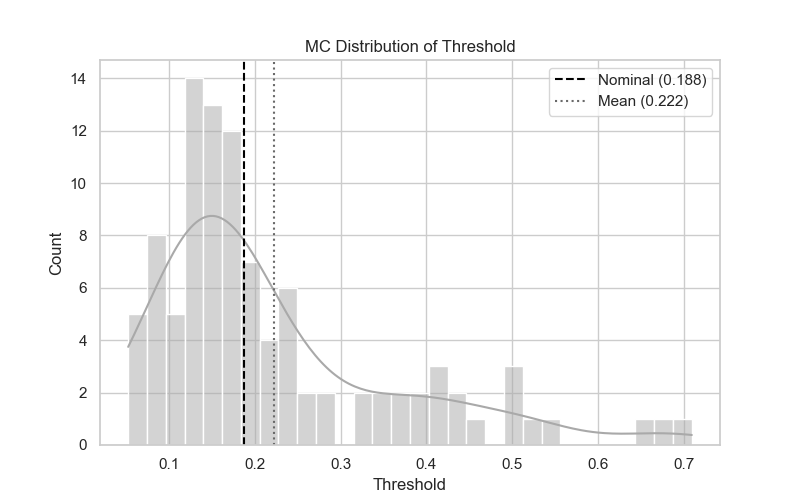 MC Distribution of Threshold
Nominal (0.188)
Mean (0.222)
Count
14
12
10
8
6
4
2
0
0.1 0.2 0.3 0.4 0.5 0.6 0.7
Threshold